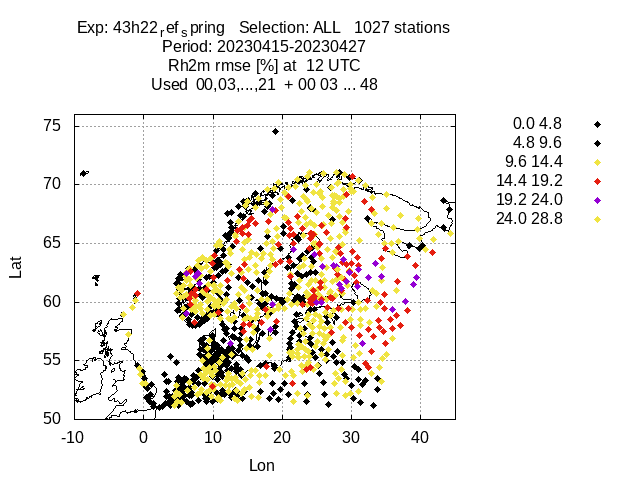 Exp: 43h22refspring Selection: ALL 1027 stations
Period: 20230415-20230427
Rh2m rmse [%] at 12 UTC
Used 00,03,...,21 + 00 03 ... 48
0.0 4.8
4.8 9.6
9.6 14.4
14.4 19.2
19.2 24.0
24.0 28.8
75
70
65
60
55
50
Lat
-10 0 10 20 30 40
Lon